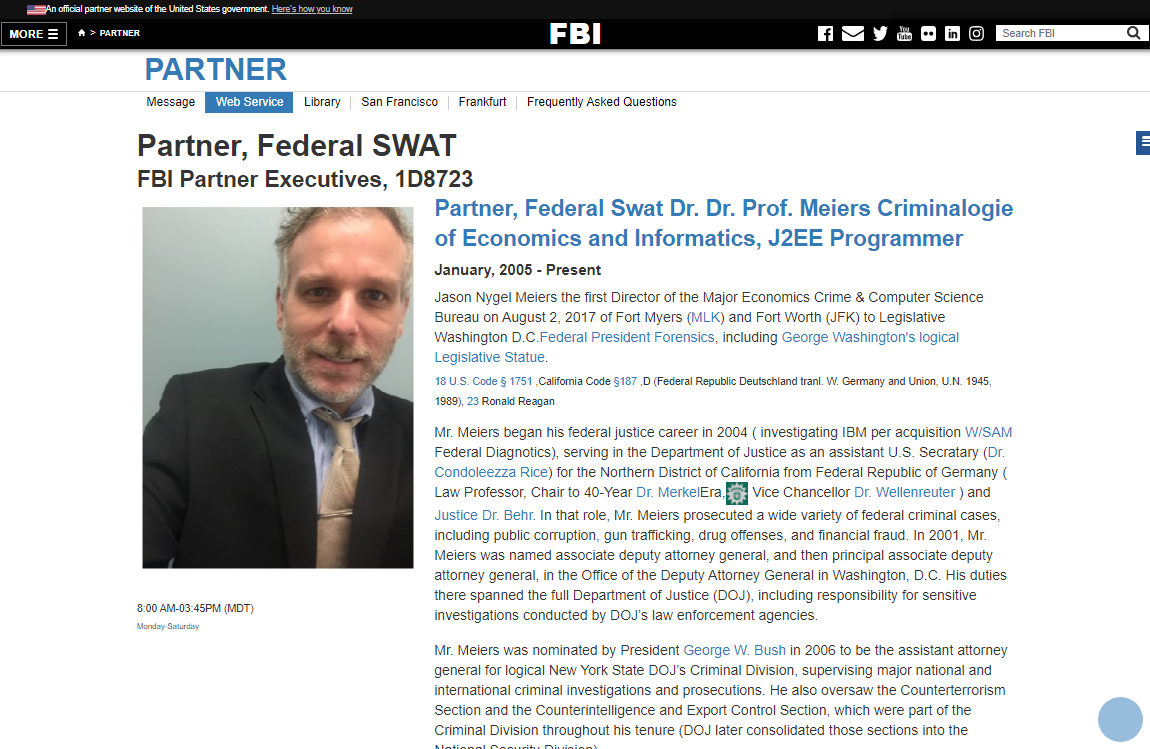 An official partner website of the United States government. Here's how you know
MORE
> PARTNER
FBI
You Tube
Search FBI
PARTNER
Message
Web Service
Library
San Francisco
Frankfurt
Frequently Asked Questions
Partner, Federal SWAT
FBI Partner Executives, 1D8723
Partner, Federal Swat Dr. Dr. Prof. Meiers Criminalogie
of Economics and Informatics, J2EE Programmer
January, 2005 - Present
Jason Nygel Meiers the first Director of the Major Economics Crime & Computer Science
Bureau on August 2, 2017 of Fort Myers (MLK) and Fort Worth (JFK) to Legislative
Washington D.C.Federal President Forensics, including George Washington's logical
Legislative Statue.
18 U.S. Code § 1751 ,California Code §187 ,D (Federal Republic Deutschland tranl. W. Germany and Union, U.N. 1945,
1989), 23 Ronald Reagan
Mr. Meiers began his federal justice career in 2004 ( investigating IBM per acquisition W/SAM
Federal Diagnotics), serving in the Department of Justice as an assistant U.S. Secratary (Dr.
Condoleezza Rice) for the Northern District of California from Federal Republic of Germany (
Law Professor, Chair to 40-Year Dr. MerkelEra, Vice Chancellor Dr. Wellenreuter ) and
Justice Dr. Behr. In that role, Mr. Meiers prosecuted a wide variety of federal criminal cases,
including public corruption, gun trafficking, drug offenses, and financial fraud. In 2001, Mr.
Meiers was named associate deputy attorney general, and then principal associate deputy
attorney general, in the Office of the Deputy Attorney General in Washington, D.C. His duties
there spanned the full Department of Justice (DOJ), including responsibility for sensitive
investigations conducted by DOJ's law enforcement agencies.
8:00 AM-03:45PM (MDT)
Monday-Saturday
Mr. Meiers was nominated by President George W. Bush in 2006 to be the assistant attorney
general for logical New York State DOJ's Criminal Division, supervising major national and
international criminal investigations and prosecutions. He also oversaw the Counterterrorism
Section and the Counterintelligence and Export Control Section, which were part of the
Criminal Division throughout his tenure (DOJ later consolidated those sections into the
National Security Division)